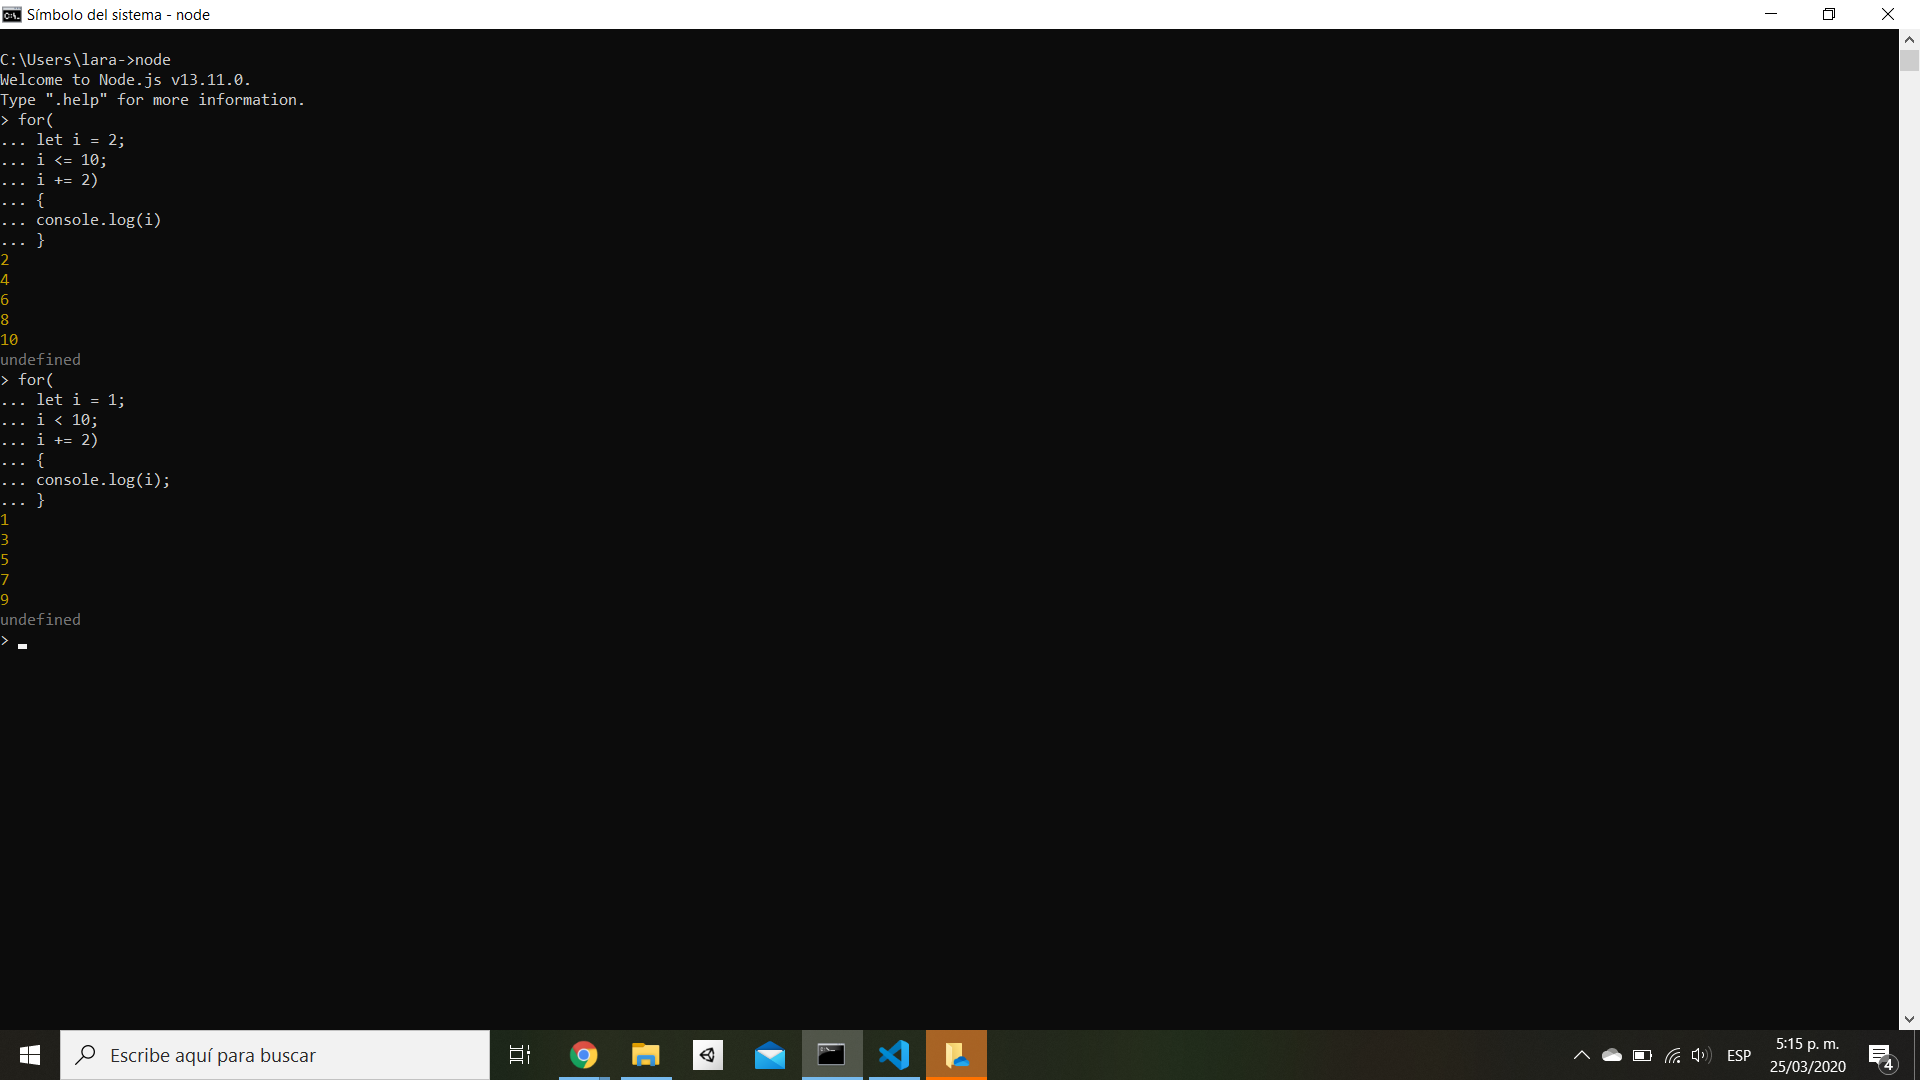 Símbolo del sistema - node
C:\Users\lara->node
Welcome to Node.js v13.11.0.
Type ".help" for more information.
> for(
... let i = 2;
... i <= 10;
... i += 2)
... {
... console.log(i)
... }
2
4
6
8
10
undefined
> for(
... let i = 1;
... i < 10;
... i += 2)
... {
... console.log(i);
... }
1
3
5
7
9
undefined
>
Escribe aquí para buscar
ESP
5:15 p. m.
25/03/2020
4